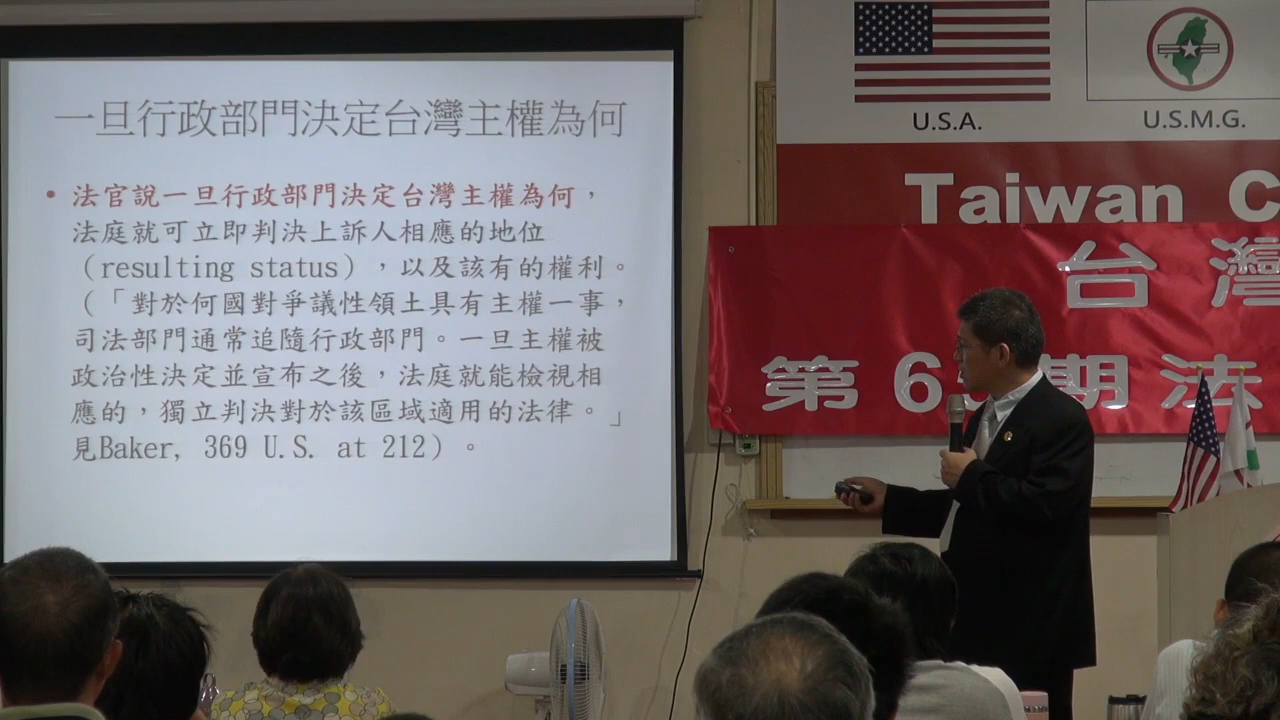 一旦行政部門決定台灣主權為何
• 法官說一旦行政部門決定台灣主權為何，
法庭就可立即判決上訴人相應的地位
（resulting status），以及該有的權利。
（「對於何國對爭議性領土具有主權一事，
司法部門通常追隨行政部門。一旦主權被
政治性決定並宣布之後，法庭就能檢視相
應的，獨立判決對於該區域適用的法律。」
見Baker, 369 U.S. at 212）。
U.S.A.
U.S.M.G.
Taiwan C
台灣
第6 期法